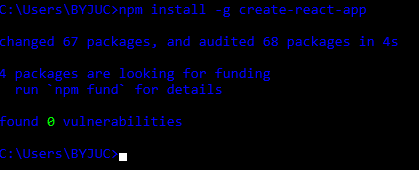 C:\Users\BYJUC>npm install -g create-react-app
changed 67 packages, and audited 68 packages in 4s
4 packages are looking for funding
run `npm fund` for details
found 0 vulnerabilities
C:\Users\BYJUC>